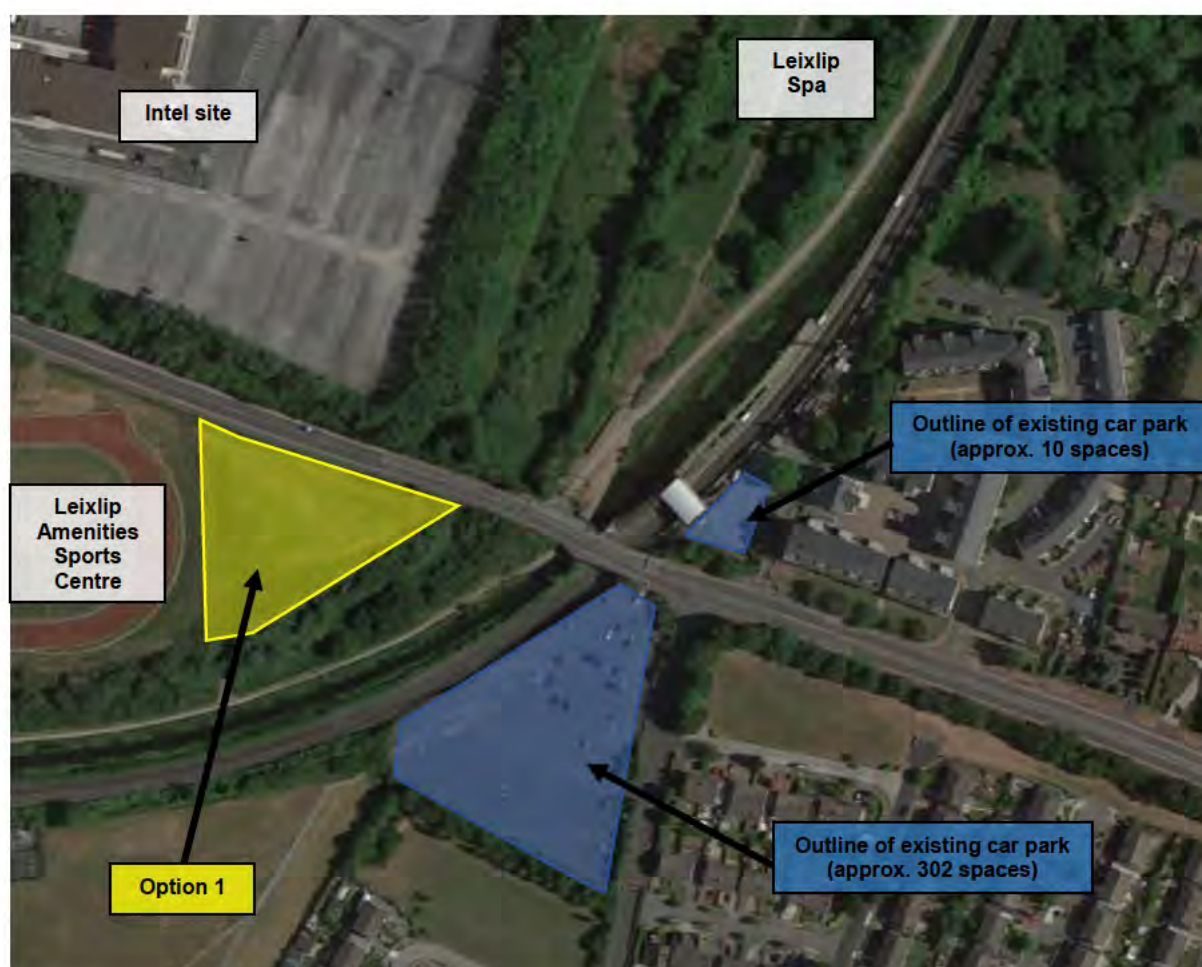 Leixlip
Spa
Intel site
Outline of existing car park
(approx. 10 spaces)
Leixlip
Amenities
Sports
Centre
Outline of existing car park
(approx. 302 spaces)
Option 1